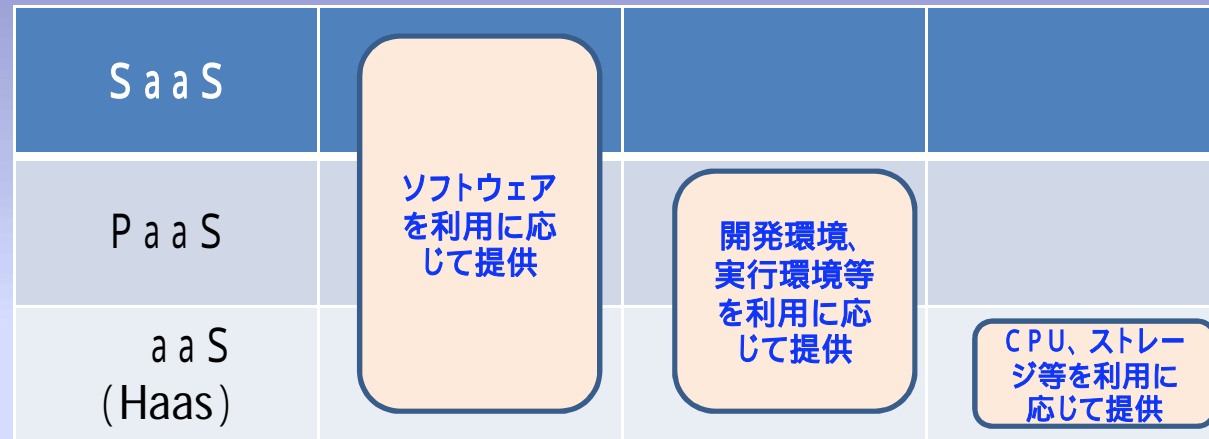 SaaS
ソフトウェア
を利用に応
じて提供
PaaS
開発環境、
実行環境等
を利用に応
じて提供
aaS
(Haas)
CPU、ストレー
ジ等を利用に
応じて提供